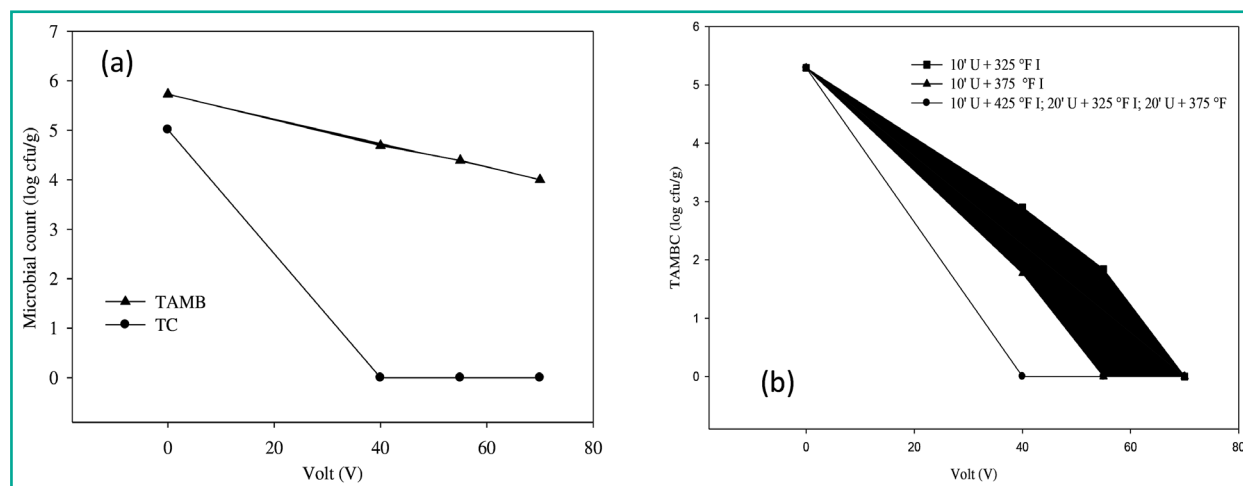 (a)
Microbial count (log cfu/g)
7
6
5
4
3
2
1
0
TAMB
TC
0 20 40 60 80
Volt (V)
(b)
TAMBC (log cfu/g)
6
5
4
3
2
1
0
10' U + 325 °F I
10' U + 375 °F I
10' U + 425 °F I; 20' U + 325 °F I; 20' U + 375 °F
0 20 40 60 80
Volt (V)